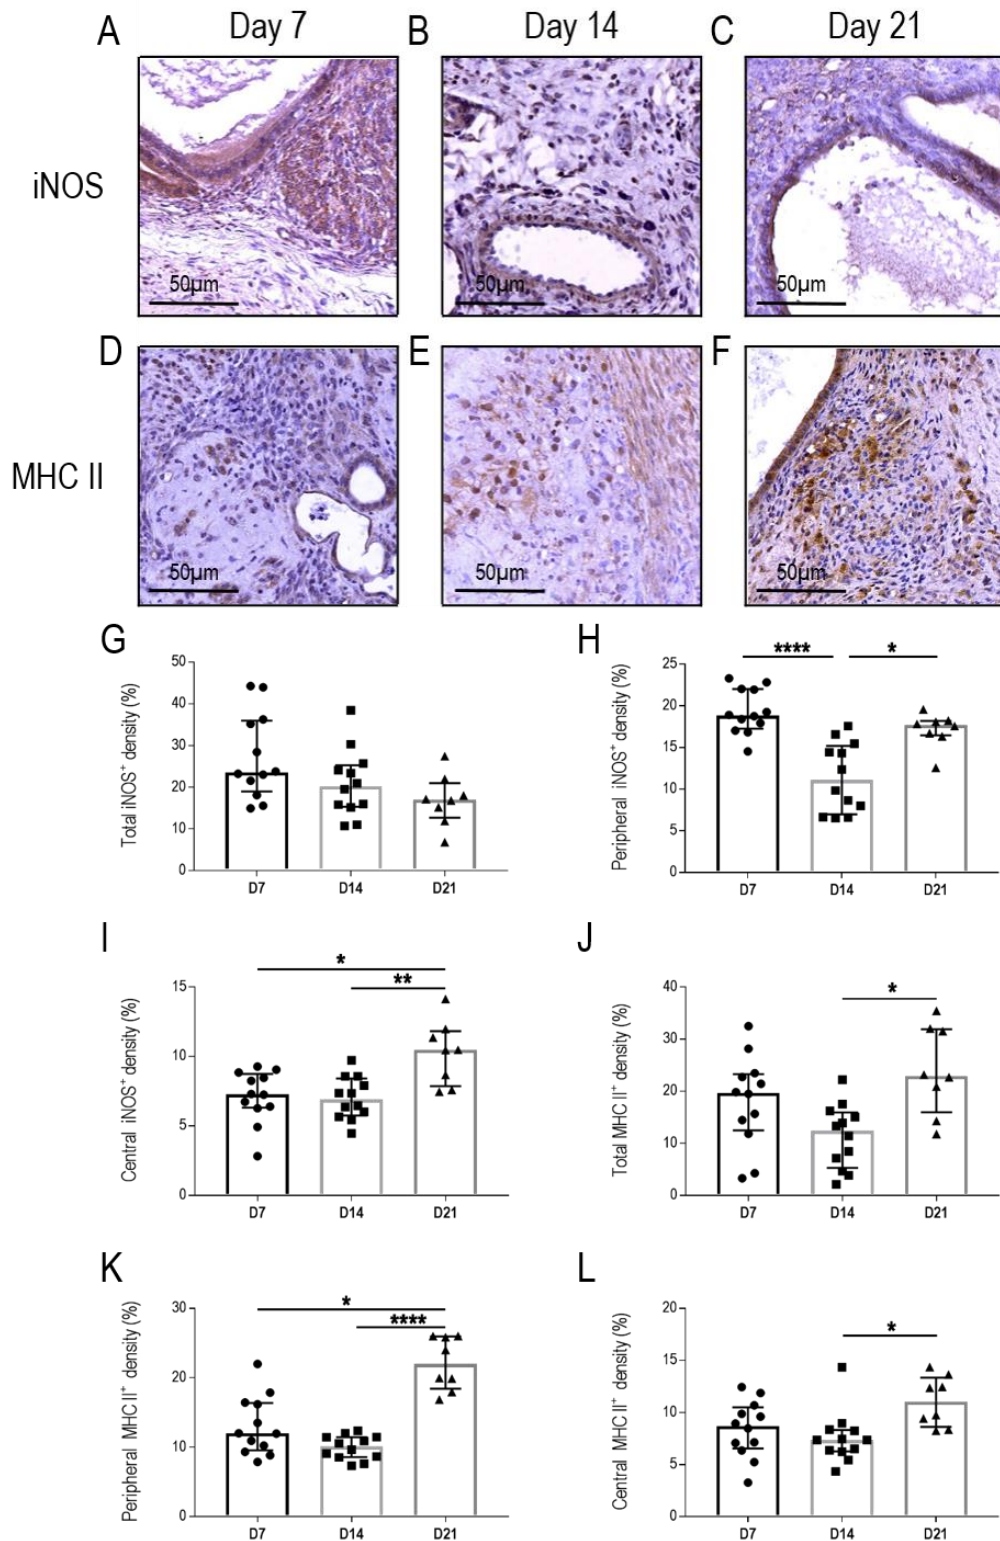 A Day 7 B Day 14 C Day 21
iNOS
50µm 50µm 50µm
D E F
MHC II
50µm 50µm 50µm
G H
Total iNOS⁺ density (%)
50
40
30
20
10
0
D7 D14 D21
Peripheral iNOS⁺ density (%)
**** *
25
20
15
10
5
0
D7 D14 D21
I J
Central iNOS⁺ density (%)
*
**
15
10
5
0
D7 D14 D21
Total MHC II⁺ density (%)
*
40
30
20
10
0
D7 D14 D21
K L
Peripheral MHC II⁺ density (%)
*
****
30
20
10
0
D7 D14 D21
Central MHC II⁺ density (%)
*
20
15
10
5
0
D7 D14 D21